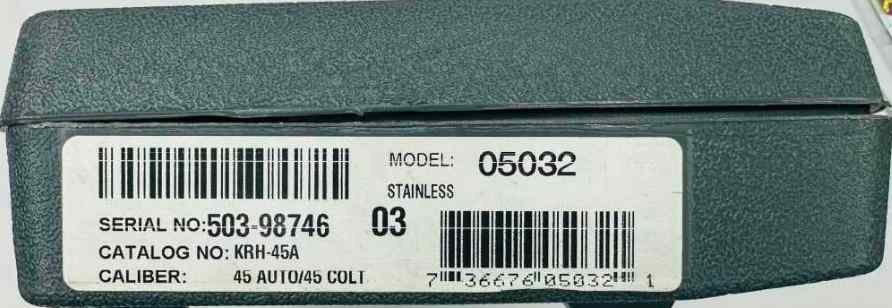 MODEL: 05032
STAINLESS
SERIAL NO:503-98746 03
CATALOG NO: KRH-45A
CALIBER: 45 AUTO/45 COLT
7 36676 05032 1